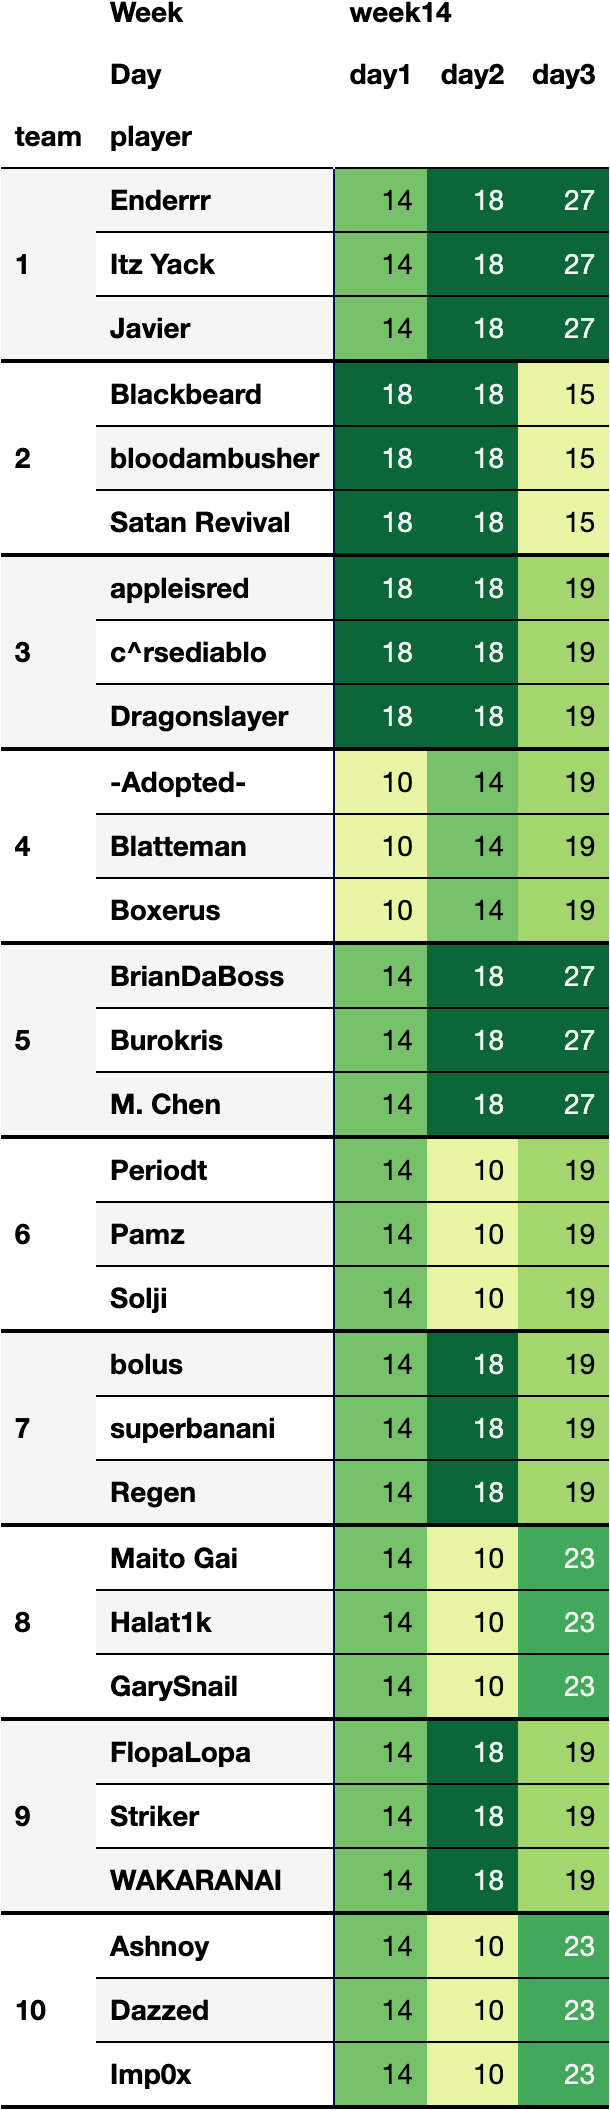 Week week14
Day day1 day2 day3
team player
Enderrr 14 18 27
1 Itz Yack 14 18 27
Javier 14 18 27
Blackbeard 18 18 15
2 bloodambusher 18 18 15
Satan Revival 18 18 15
appleisred 18 18 19
3 c^rsediablo 18 18 19
Dragonslayer 18 18 19
-Adopted- 10 14 19
4 Blatteman 10 14 19
Boxerus 10 14 19
BrianDaBoss 14 18 27
5 Burokris 14 18 27
M. Chen 14 18 27
Periodt 14 10 19
6 Pamz 14 10 19
Solji 14 10 19
bolus 14 18 19
7 superbanani 14 18 19
Regen 14 18 19
Maito Gai 14 10 23
8 Halat1k 14 10 23
GarySnail 14 10 23
FlopaLopa 14 18 19
9 Striker 14 18 19
WAKARANAI 14 18 19
Ashnoy 14 10 23
10 Dazzed 14 10 23
Imp0x 14 10 23